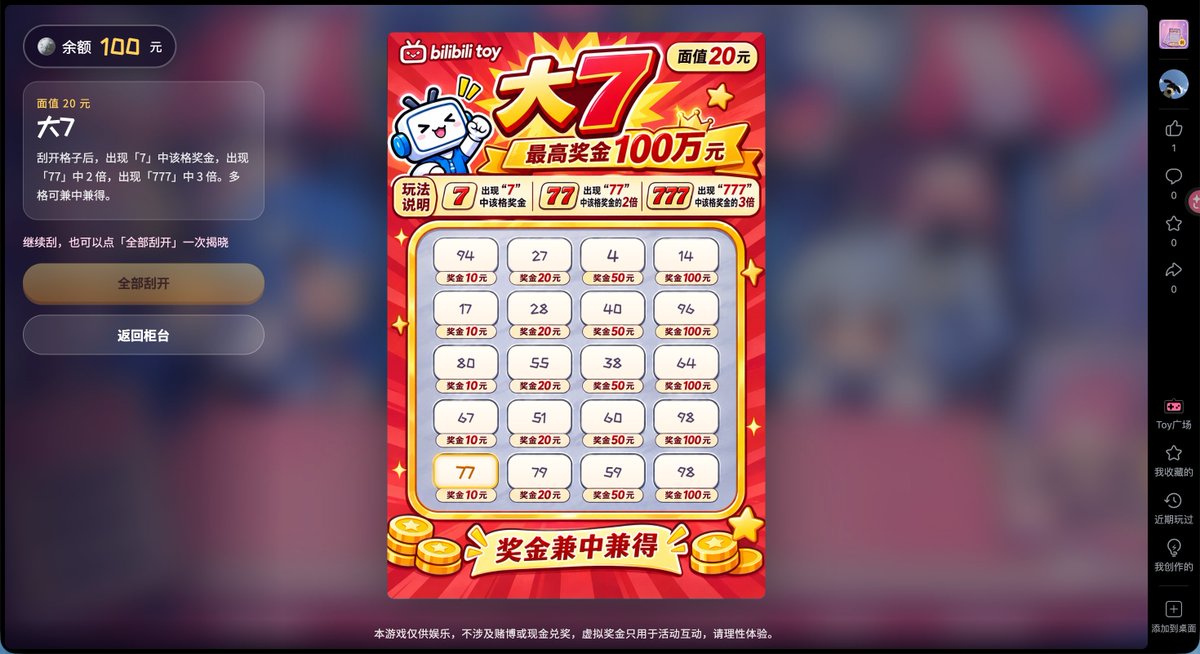 余额 100 元
面值 20 元
大7
刮开格子后，出现「7」中该格奖金，出现
「77」中 2 倍，出现「777」中 3 倍。多
格可兼中兼得。
继续刮，也可以点「全部刮开」一次揭晓
全部刮开
返回柜台
bilibili toy
面值20元
大7
最高奖金100万元
玩法
说明
7
出现“7”
中该格奖金
77
出现“77”
中该格奖金的2倍
777
出现“777”
中该格奖金的3倍
94 27 4 14
奖金10元 奖金20元 奖金50元 奖金100元
17 28 40 96
奖金10元 奖金20元 奖金50元 奖金100元
80 55 38 64
奖金10元 奖金20元 奖金50元 奖金100元
67 51 60 98
奖金10元 奖金20元 奖金50元 奖金100元
77 79 59 98
奖金10元 奖金20元 奖金50元 奖金100元
奖金兼中兼得
本游戏仅供娱乐，不涉及赌博或现金兑奖，虚拟奖金只用于活动互动，请理性体验。
1
0
0
0
Toy广场
我收藏的
近期玩过
我创作的
添加到桌面